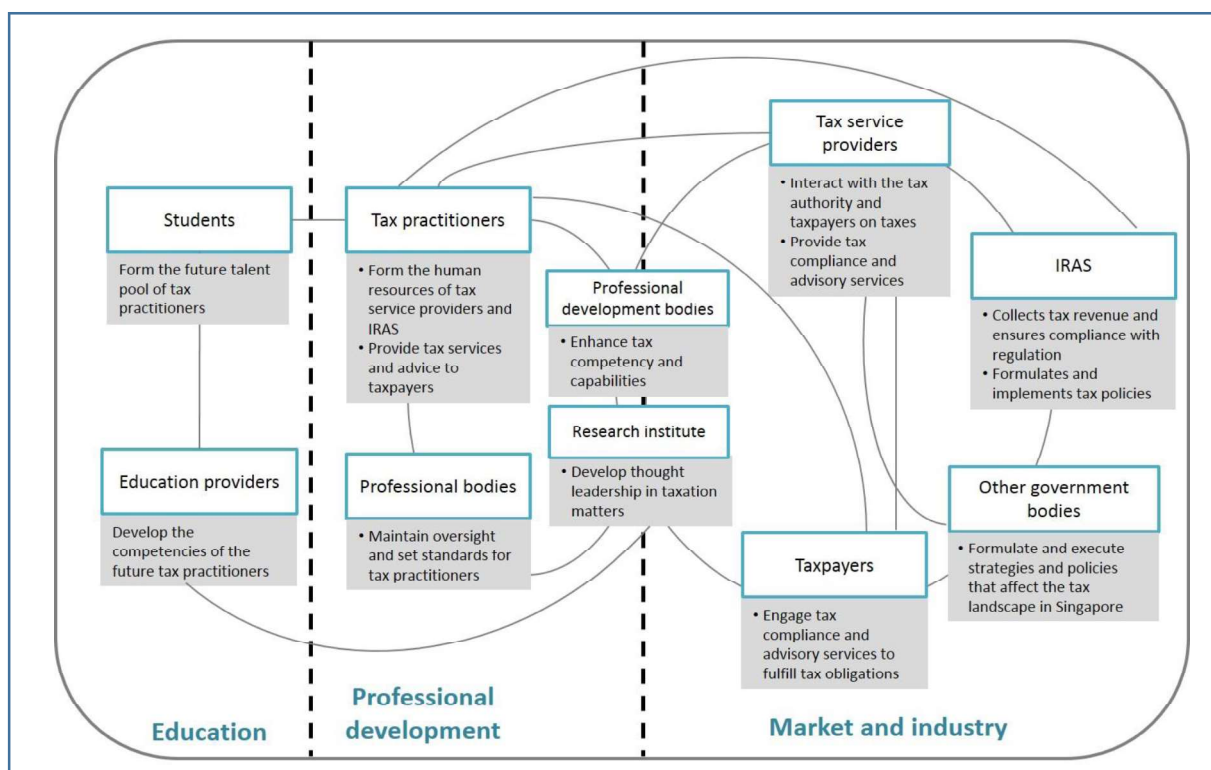 Students
Form the future talent
pool of tax
practitioners
Education providers
Develop the
competencies of the
future tax practitioners
Education
Tax practitioners
• Form the human
resources of tax
service providers and
IRAS
• Provide tax services
and advice to
taxpayers
Professional bodies
• Maintain oversight
and set standards for
tax practitioners
Professional
development bodies
• Enhance tax
competency and
capabilities
Research institute
• Develop thought
leadership in taxation
matters
Professional
development
Tax service
providers
• Interact with the tax
authority and
taxpayers on taxes
• Provide tax
compliance and
advisory services
IRAS
• Collects tax revenue and
ensures compliance with
regulation
• Formulates and
implements tax policies
Taxpayers
• Engage tax
compliance and
advisory services to
fulfill tax obligations
Other government
bodies
• Formulate and execute
strategies and policies
that affect the tax
landscape in Singapore
Market and industry